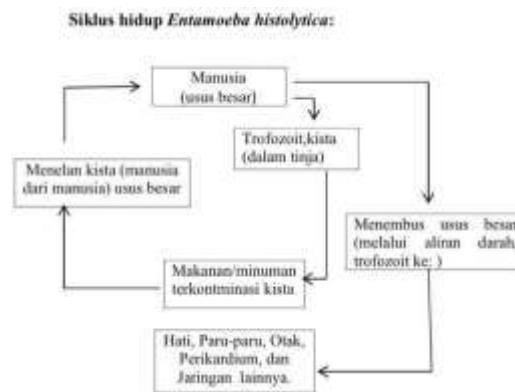 Siklus hidup Entamoeba histolytica:
Manusia
(usus besar)
Trofozoit,kista
(dalam tinja)
Menelan kista (manusia
dari manusia) usus besar
Menembus usus besar
(melalui aliran darah,
trofozoit ke: )
Makanan/minuman
terkontminasi kista
Hati, Paru-paru, Otak,
Perikardium, dan
Jaringan lainnya.